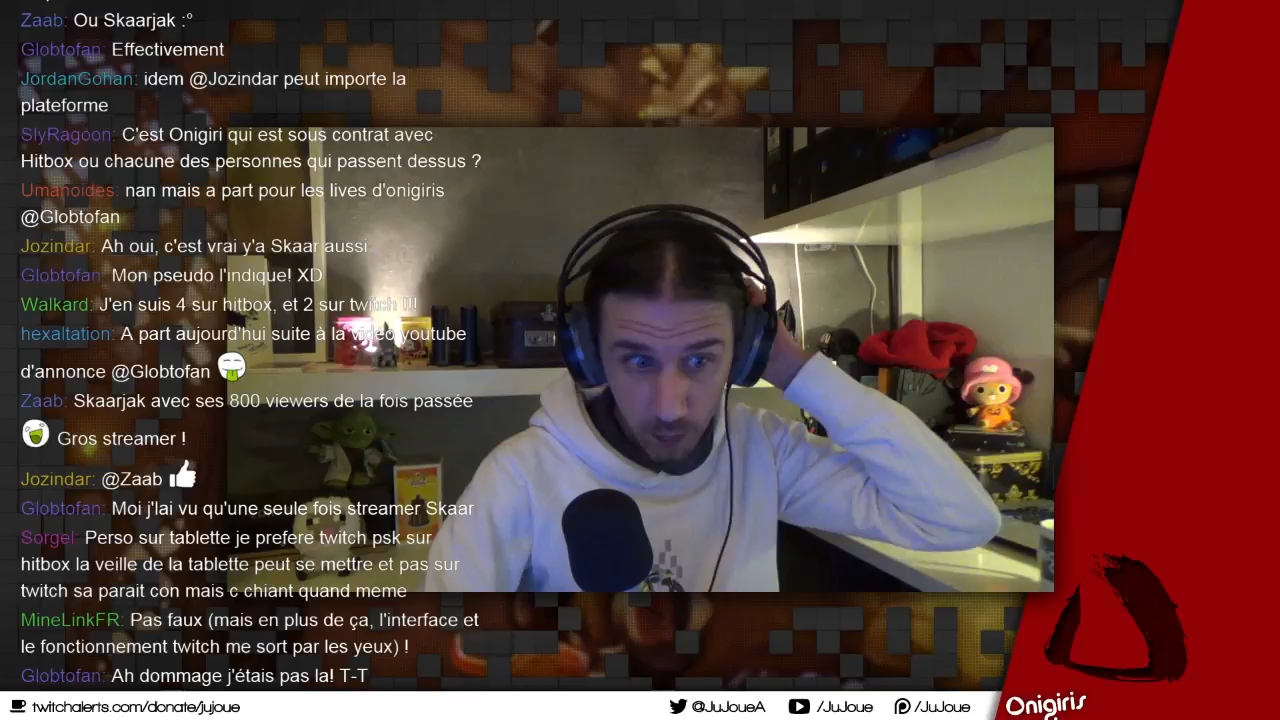 Zaab: Ou Skaarjak :°
Globtofan: Effectivement
JordanGohan: idem @Jozindar peut importe la
plateforme
SlyRagoon: C'est Onigiri qui est sous contrat avec
Hitbox ou chacune des personnes qui passent dessus ?
Umanoides: nan mais a part pour les lives d'onigiris
@Globtofan
Jozindar: Ah oui, c'est vrai y'a Skaar aussi
Globtofan: Mon pseudo l'indique! XD
Walkard: J'en suis 4 sur hitbox, et 2 sur twitch !!!
hexaltation: A part aujourd'hui suite à la vidéo youtube
d'annonce @Globtofan
Zaab: Skaarjak avec ses 800 viewers de la fois passée
Gros streamer !
Jozindar: @Zaab
Globtofan: Moi j'lai vu qu'une seule fois streamer Skaar
Sorgel: Perso sur tablette je prefere twitch psk sur
hitbox la veille de la tablette peut se mettre et pas sur
twitch sa parait con mais c chiant quand meme
MineLinkFR: Pas faux (mais en plus de ça, l'interface et
le fonctionnement twitch me sort par les yeux) !
Globtofan: Ah dommage j'étais pas la! T-T
twitchalerts.com/donate/jujoue
@JuJoueA
/JuJoue
/JuJoue
Onigiris